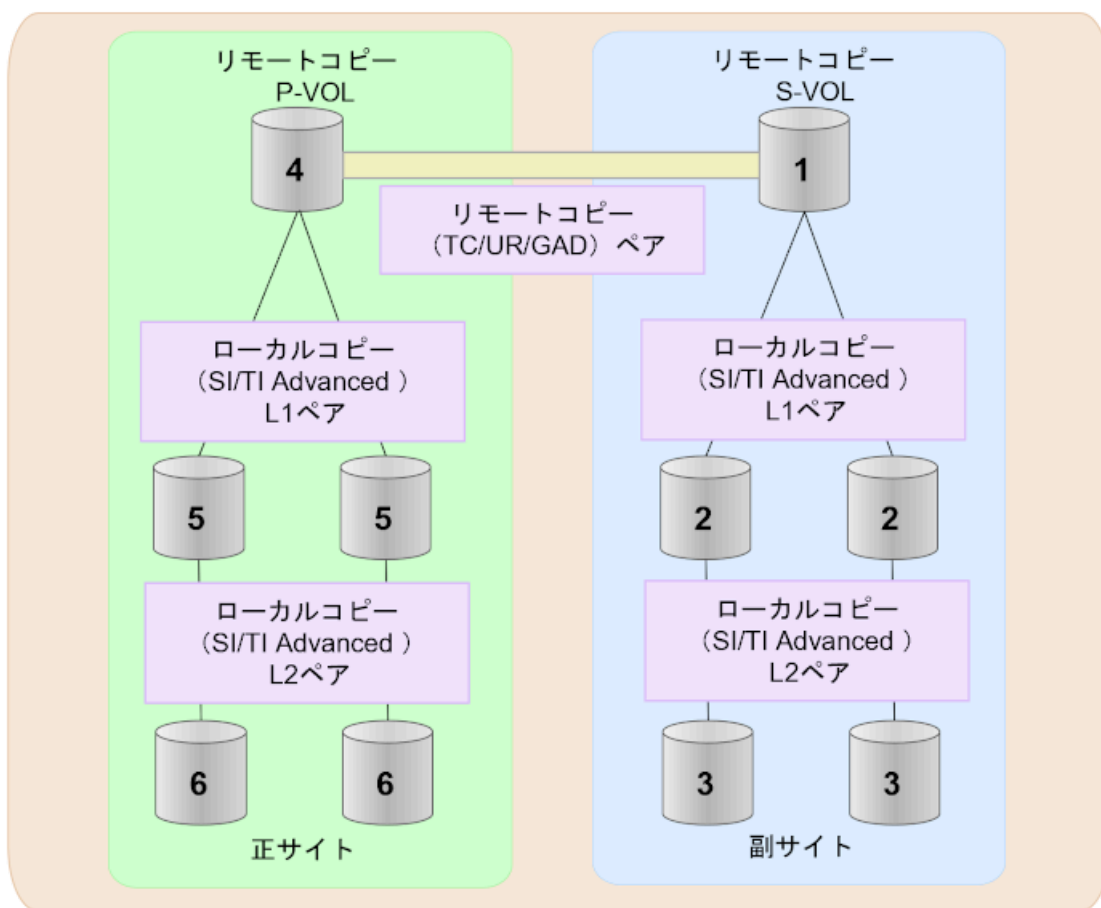 リモートコピー
P-VOL
リモートコピー
S-VOL
4
1
リモートコピー
（TC/UR/GAD）ペア
ローカルコピー
（SI/TI Advanced ）
L1ペア
ローカルコピー
（SI/TI Advanced ）
L1ペア
5
5
2
2
ローカルコピー
（SI/TI Advanced ）
L2ペア
ローカルコピー
（SI/TI Advanced ）
L2ペア
6
6
3
3
正サイト
副サイト